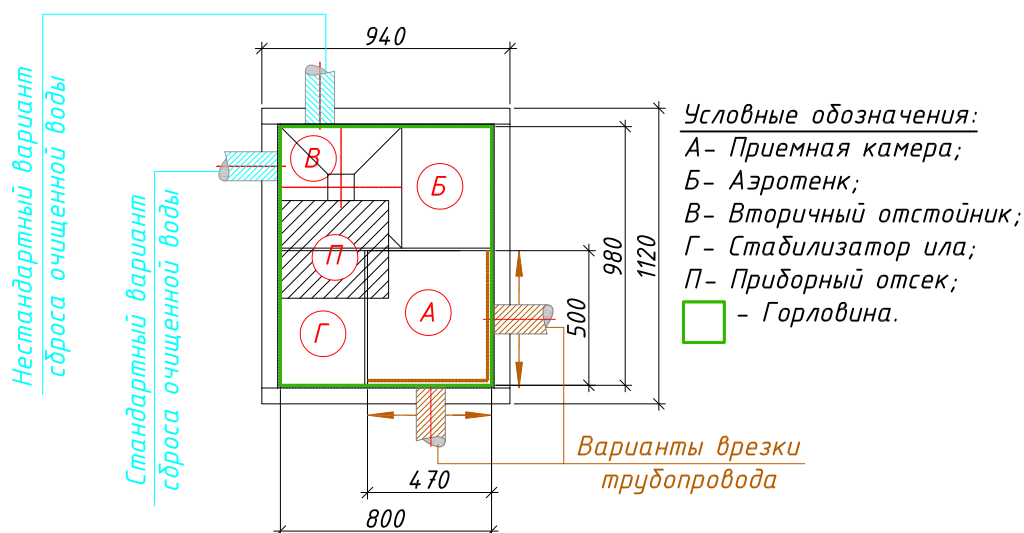 940
Нестандартный вариант
сброса очищенной воды
Стандартный вариант
сброса очищенной воды
В
Б
П
Г
А
500
980
1120
470
800
Варианты врезки
трубопровода
Условные обозначения:
А- Приемная камера;
Б- Аэротенк;
В- Вторичный отстойник;
Г- Стабилизатор ила;
П- Приборный отсек;
- Горловина.